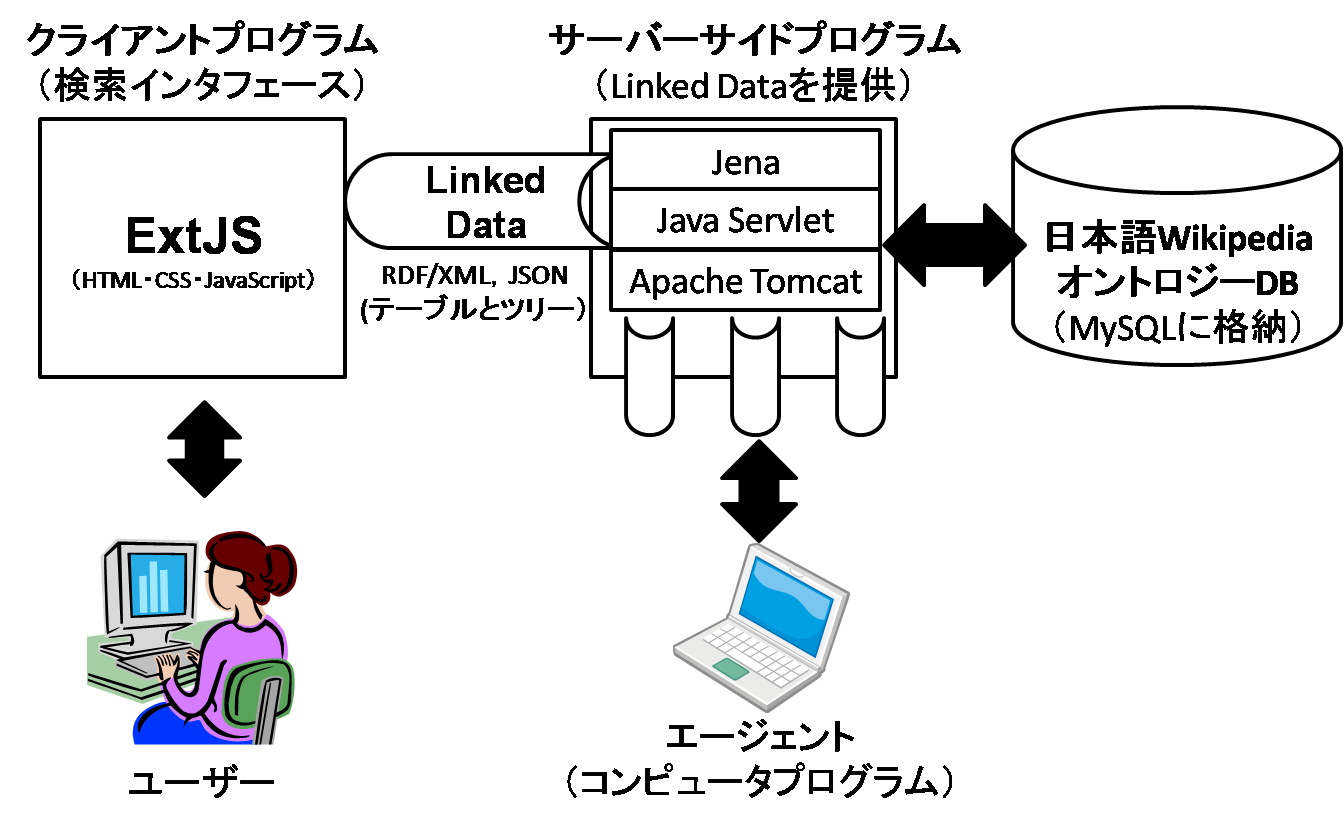 クライアントプログラム
（検索インタフェース）
サーバーサイドプログラム
（Linked Dataを提供）
ExtJS
（HTML・CSS・JavaScript）
Linked
Data
RDF/XML, JSON
(テーブルとツリー）
Jena
Java Servlet
Apache Tomcat
日本語Wikipedia
オントロジーDB
（MySQLに格納）
ユーザー
エージェント
（コンピュータプログラム）